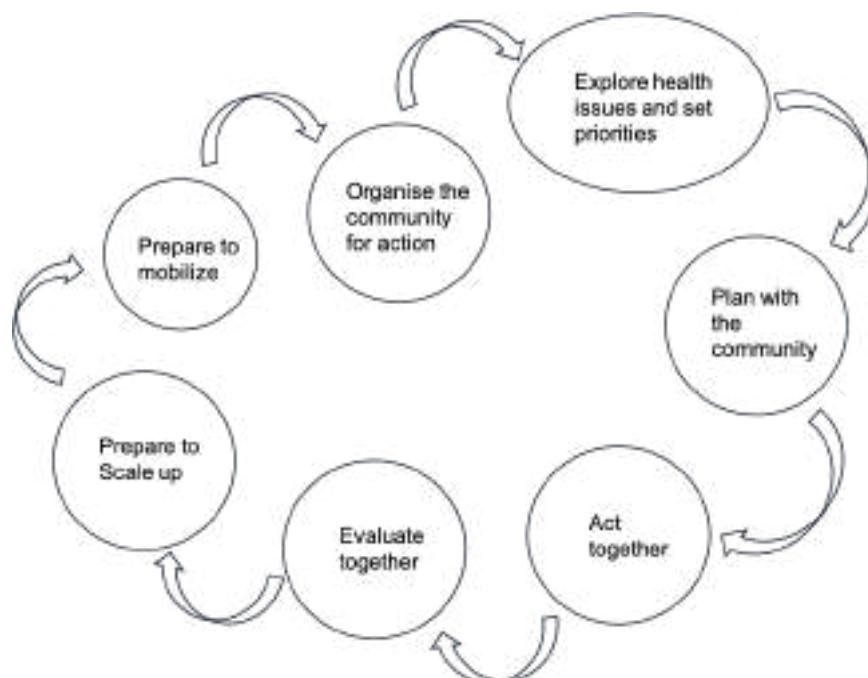 Explore health
issues and set
priorities
Organise the
community
for action
Prepare to
mobilize
Plan with
the
community
Prepare to
Scale up
Evaluate
together
Act
together